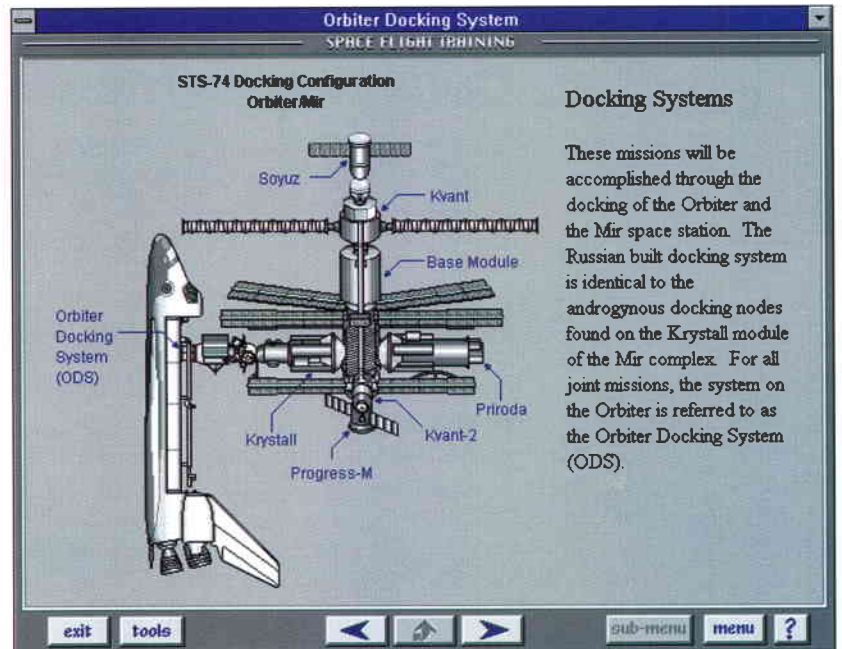 Orbiter Docking System
SPACE FLIGHT TRAINING
STS-74 Docking Configuration
Orbiter/Mir
Soyuz
Kvant
Base Module
Orbiter
Docking
System
(ODS)
Priroda
Krystall
Kvant-2
Progress-M
Docking Systems
These missions will be
accomplished through the
docking of the Orbiter and
the Mir space station. The
Russian built docking system
is identical to the
androgynous docking nodes
found on the Krystall module
of the Mir complex. For all
joint missions, the system on
the Orbiter is referred to as
the Orbiter Docking System
(ODS).
exit
tools
sub-menu
menu
?